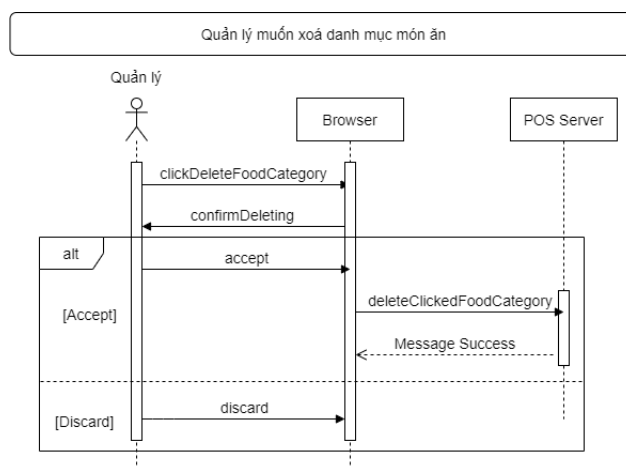 Quản lý muốn xoá danh mục món ăn
Quản lý
Browser
POS Server
clickDeleteFoodCategory
confirmDeleting
alt
accept
deleteClickedFoodCategory
[Accept]
Message Success
discard
[Discard]